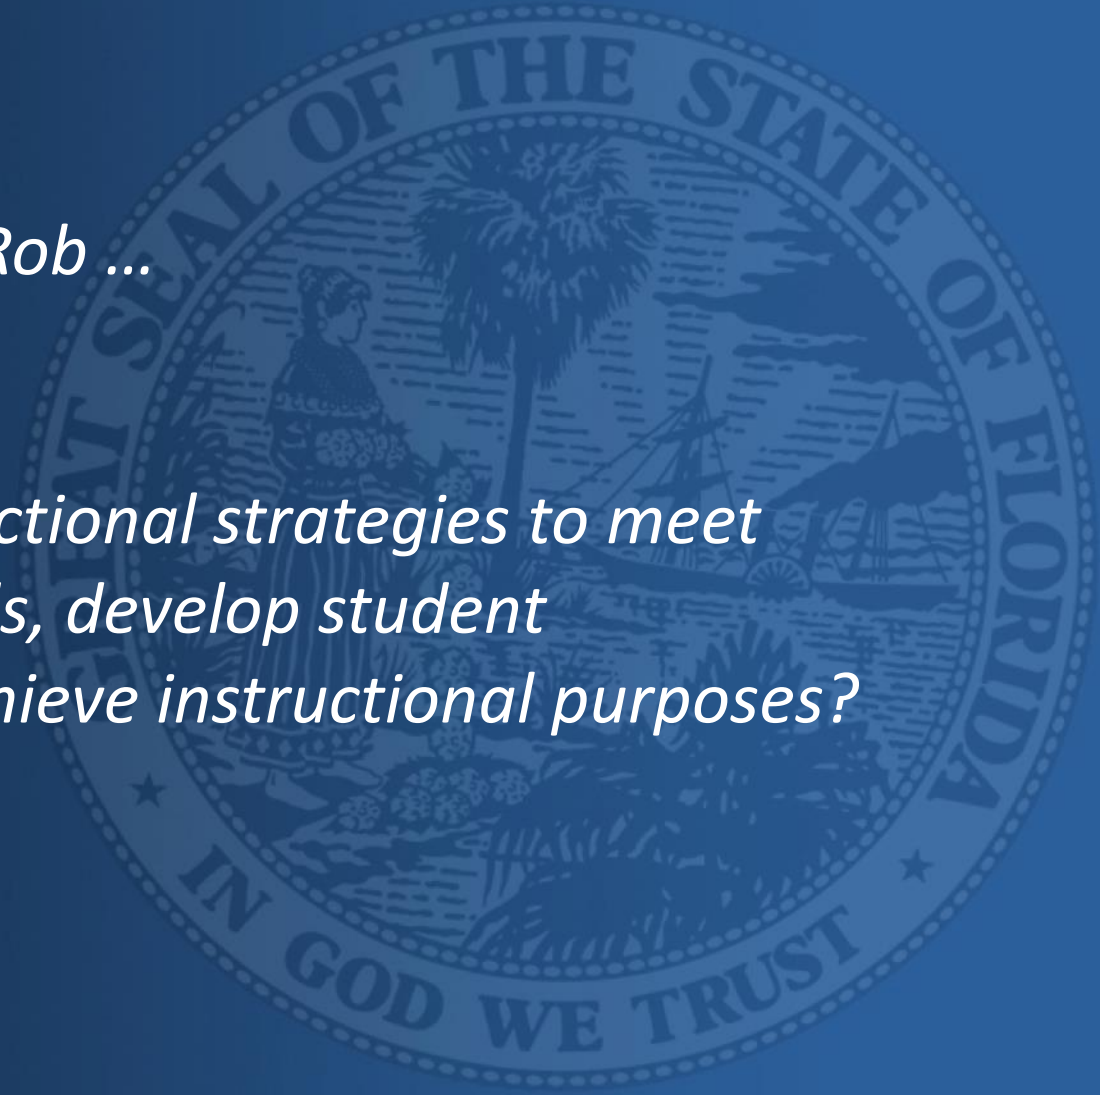 GREAT SEAL OF THE STATE OF FLORIDA
Rob ...
ctional strategies to meet
s, develop student
hieve instructional purposes?
IN GOD WE TRUST